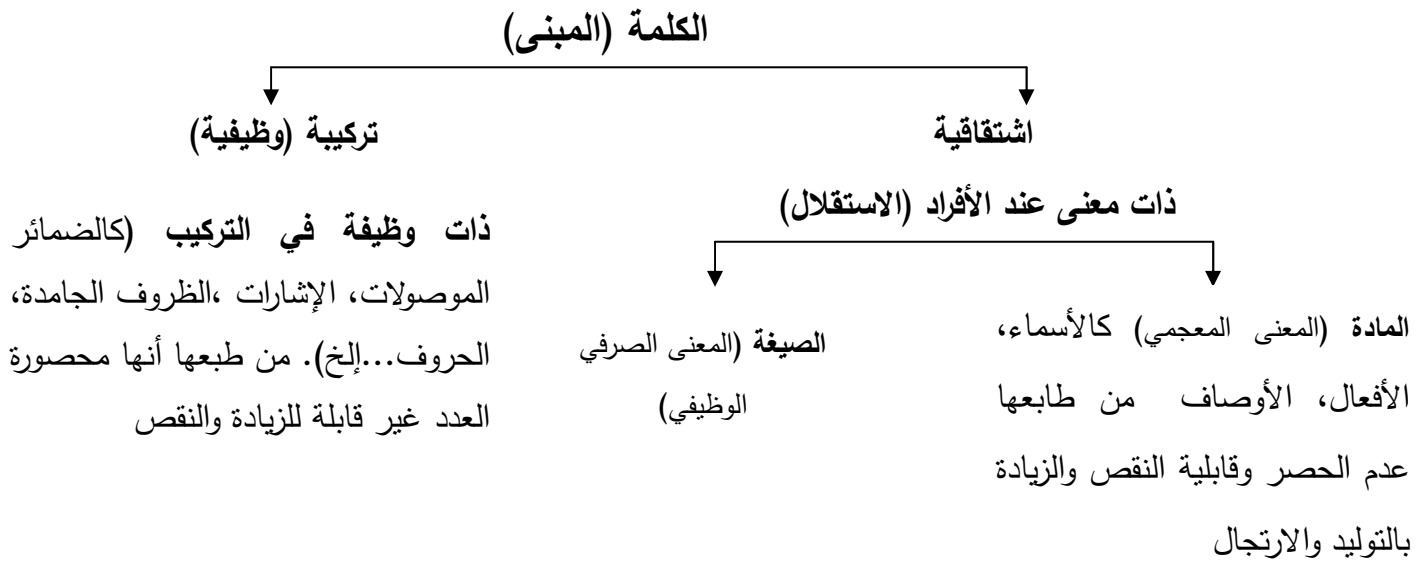 الكلمة (المبنى)
اشتقاقية
تركيبة (وظيفية)
ذات معنى عند الأفراد (الاستقلال)
المادة (المعنى المعجمي) كالأسماء،
الأفعال، الأوصاف من طابعها
عدم الحصر وقابلية النقص والزيادة
بالتوليد والارتجال
الصيغة (المعنى الصرفي
الوظيفي)
ذات وظيفة في التركيب (كالضمائر
الموصولات، الإشارات ،الظروف الجامدة،
الحروف...إلخ). من طبعها أنها محصورة
العدد غير قابلة للزيادة والنقص